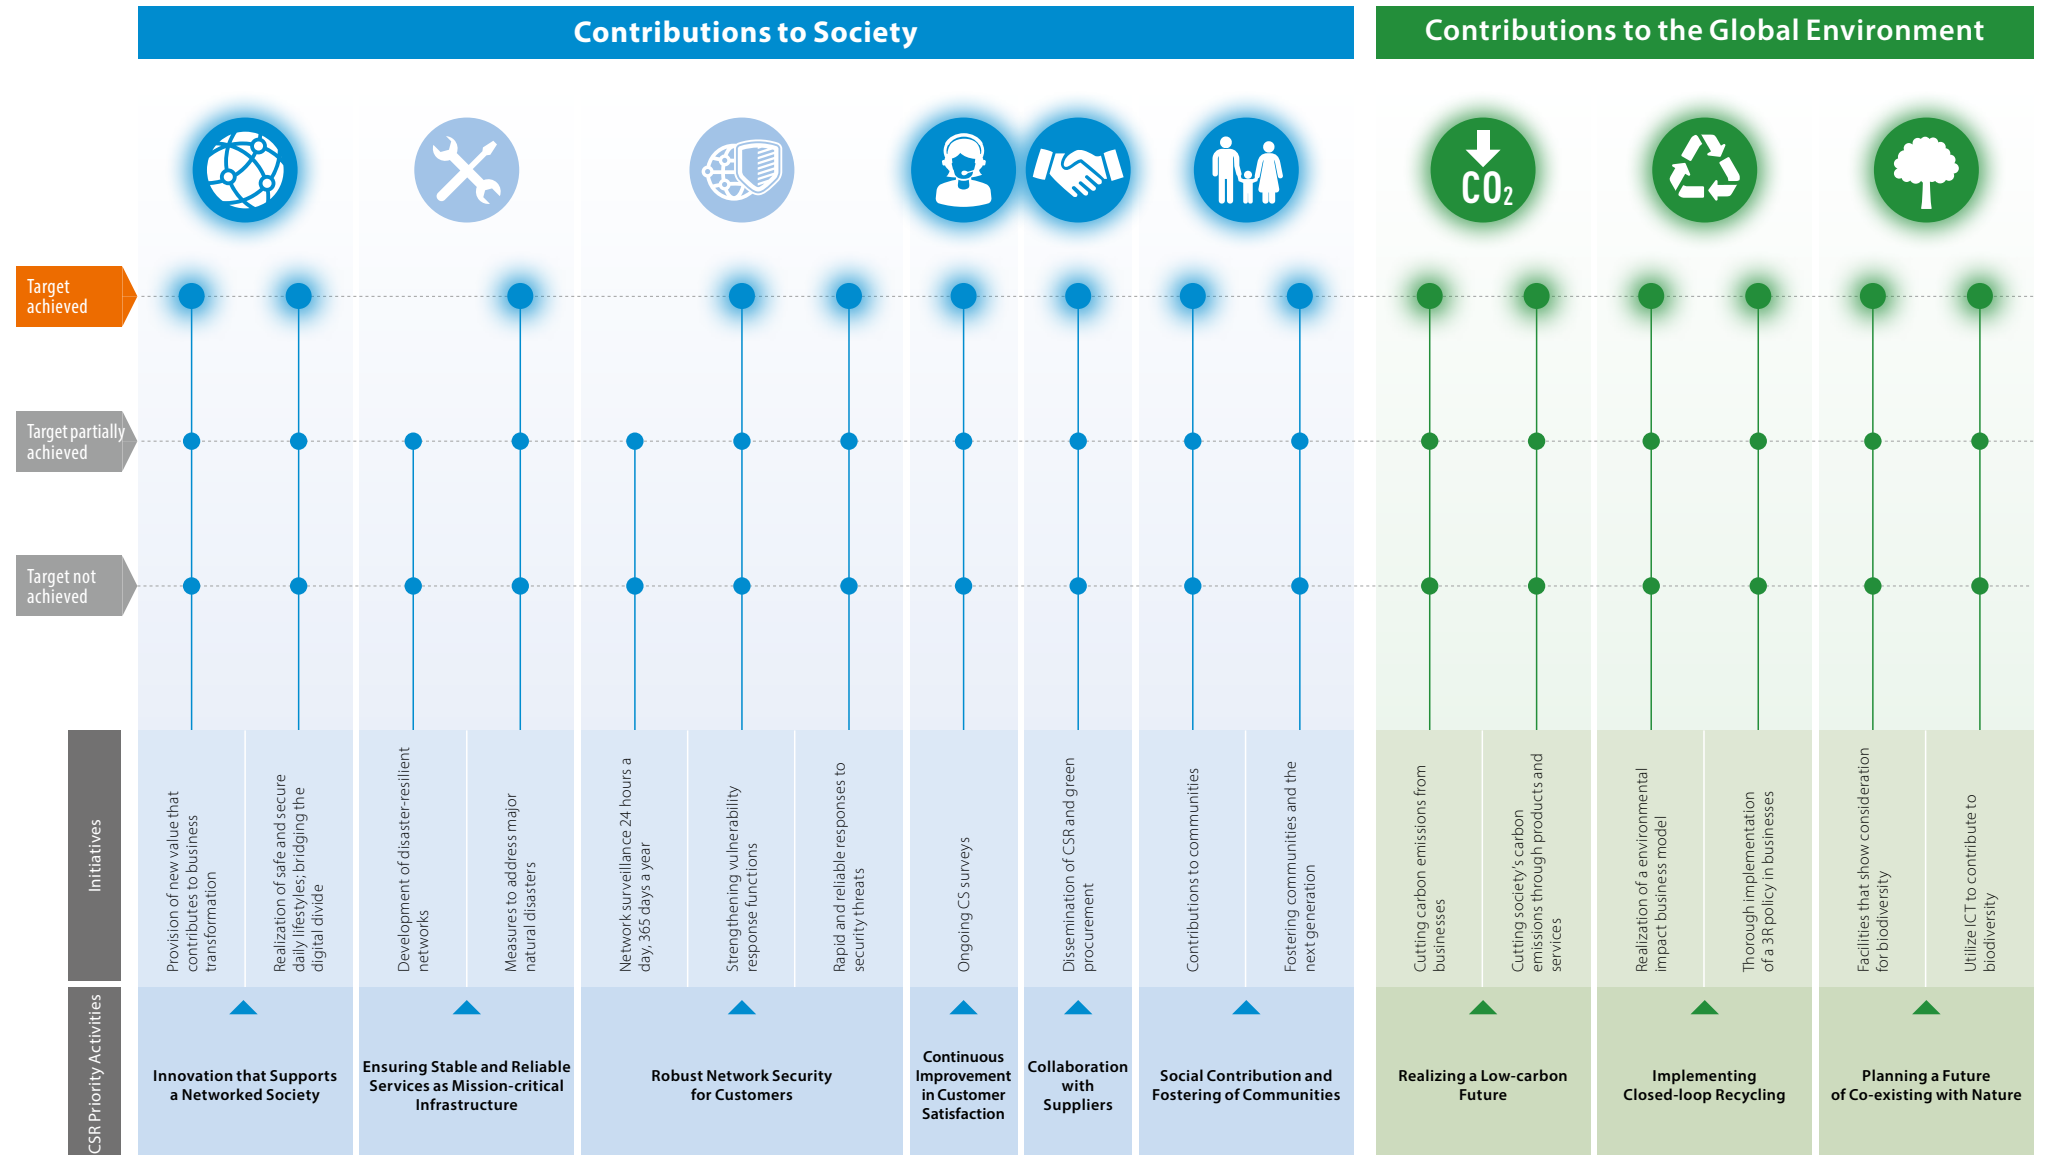 Contributions to Society
Contributions to the Global Environment
CO2
Target
achieved
Target partially
achieved
Target not
achieved
Initiatives
Provision of new value that
contributes to business
transformation
Realization of safe and secure
daily lifestyles; bridging the
digital divide
Development of disaster-resilient
networks
Measures to address major
natural disasters
Network surveillance 24 hours a
day, 365 days a year
Strengthening vulnerability
response functions
Rapid and reliable responses to
security threats
Ongoing CS surveys
Dissemination of CSR and green
procurement
Contributions to communities
Fostering communities and the
next generation
Cutting carbon emissions from
businesses
Cutting society's carbon
emissions through products and
services
Realization of a environmental
impact business model
Thorough implementation
of a 3R policy in businesses
Facilities that show consideration
for biodiversity
Utilize ICT to contribute to
biodiversity
CSR Priority Activities
Innovation that Supports
a Networked Society
Ensuring Stable and Reliable
Services as Mission-critical
Infrastructure
Robust Network Security
for Customers
Continuous
Improvement
in Customer
Satisfaction
Collaboration
with
Suppliers
Social Contribution and
Fostering of Communities
Realizing a Low-carbon
Future
Implementing
Closed-loop Recycling
Planning a Future
of Co-existing with Nature